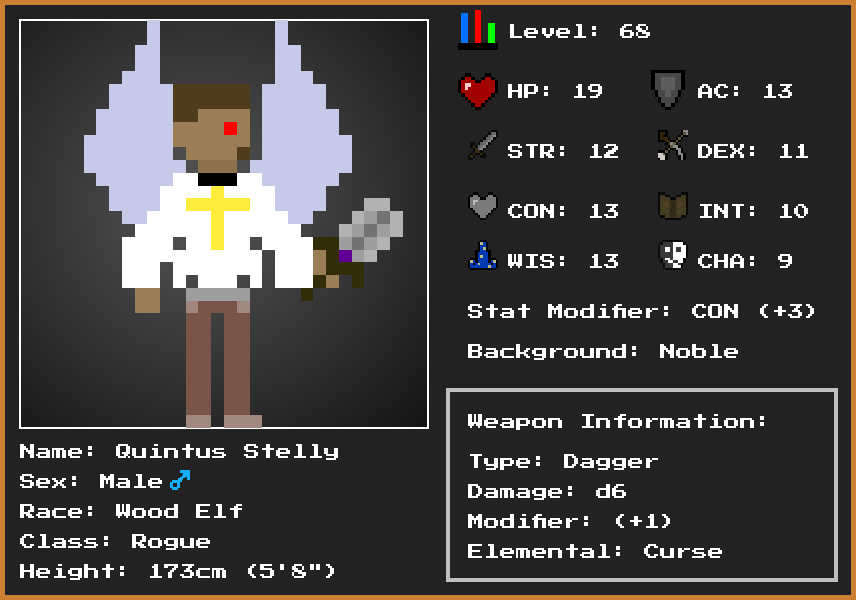 Level: 68
HP: 19
AC: 13
STR: 12
DEX: 11
CON: 13
INT: 10
WIS: 13
CHA: 9
Stat Modifier: CON (+3)
Background: Noble
Weapon Information:
Type: Dagger
Damage: d6
Modifier: (+1)
Elemental: Curse
Name: Quintus Stelly
Sex: Male♂
Race: Wood Elf
Class: Rogue
Height: 173cm (5'8")